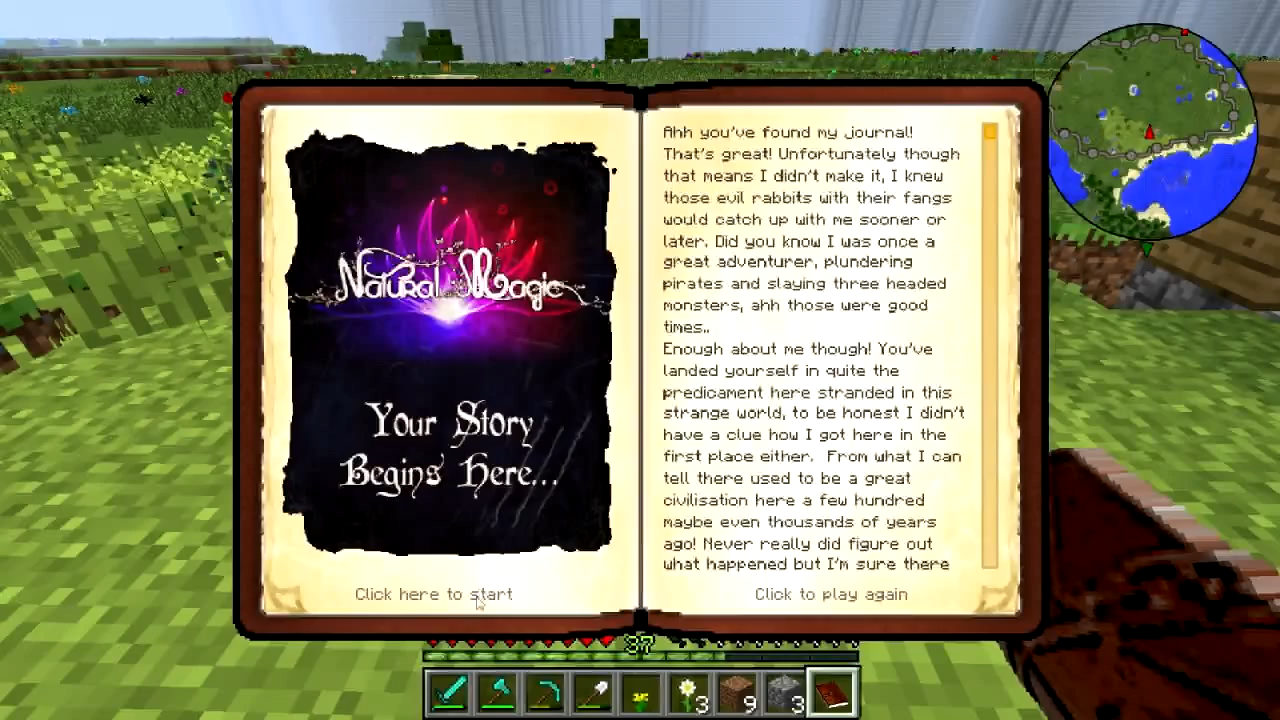 Natural Magic
Your Story
Begins Here...
Click here to start
Ahh you've found my journal!
That's great! Unfortunately though
that means I didn't make it, I knew
those evil rabbits with their fangs
would catch up with me sooner or
later. Did you know I was once a
great adventurer, plundering
pirates and slaying three headed
monsters, ahh those were good
times..
Enough about me though! You've
landed yourself in quite the
predicament here stranded in this
strange world, to be honest I didn't
have a clue how I got here in the
first place either.  From what I can
tell there used to be a great
civilisation here a few hundred
maybe even thousands of years
ago! Never really did figure out
what happened but I'm sure there
Click to play again
37
3
9
3